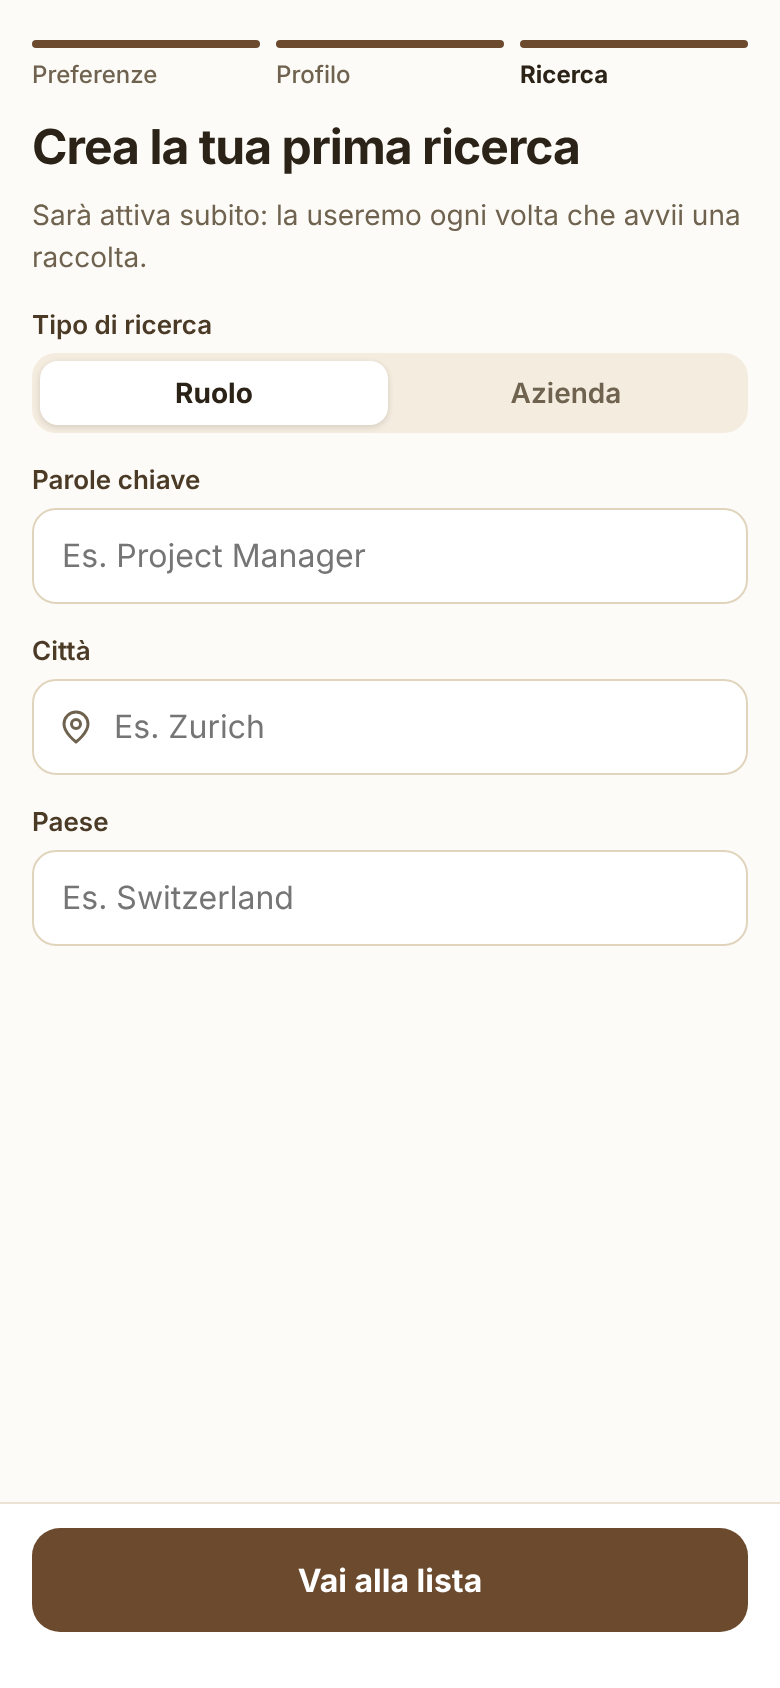 Preferenze
Profilo
Ricerca
Crea la tua prima ricerca
Sarà attiva subito: la useremo ogni volta che avvii una
raccolta.
Tipo di ricerca
Ruolo
Azienda
Parole chiave
Es. Project Manager
Città
Es. Zurich
Paese
Es. Switzerland
Vai alla lista